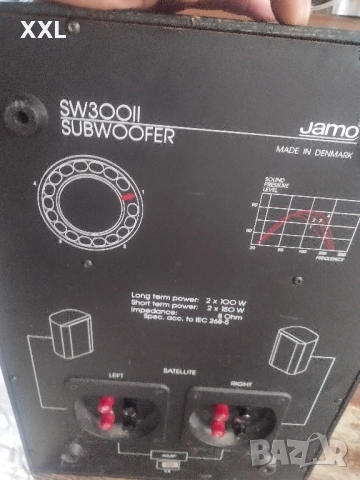 XXL
SW300II
SUBWOOFER
Jamo
MADE IN DENMARK
SOUND
PRESSURE
LEVEL
FREQUENCY
Long term power: 2 x 100 W
Short term power: 2 x 150 W
Impedance: 8 Ohm
Spec. acc. to IEC 268-5
SATELLITE
LEFT
RIGHT
BAZAR